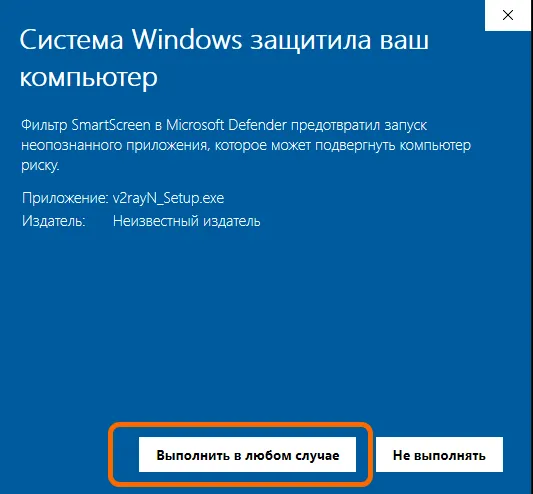 Система Windows защитила ваш
компьютер
Фильтр SmartScreen в Microsoft Defender предотвратил запуск
неопознанного приложения, которое может подвергнуть компьютер
риску.
Приложение: v2rayN_Setup.exe
Издатель: Неизвестный издатель
Выполнить в любом случае Не выполнять